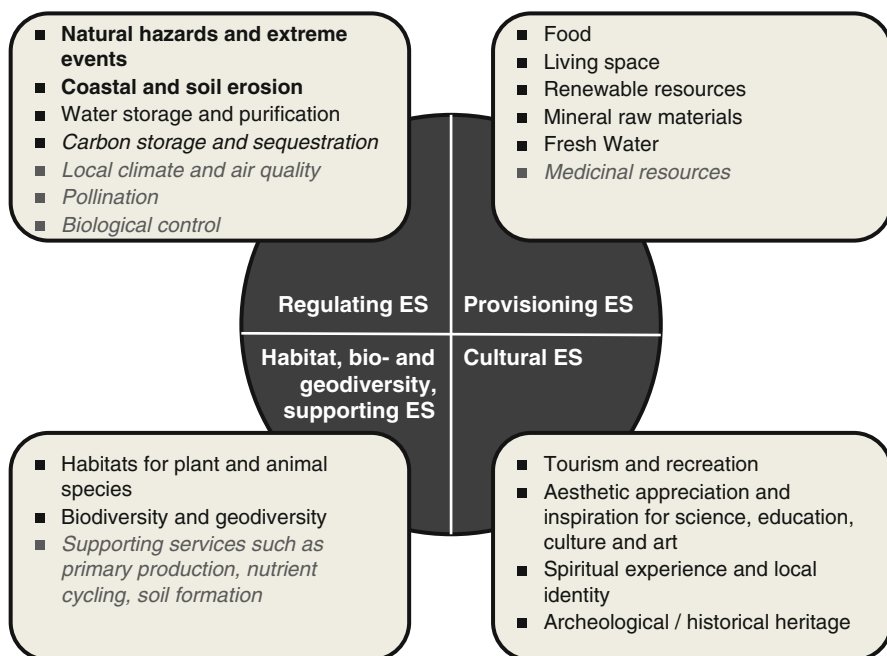 ■ Natural hazards and extreme
events
■ Coastal and soil erosion
■ Water storage and purification
■ Carbon storage and sequestration
■ Local climate and air quality
■ Pollination
■ Biological control
■ Food
■ Living space
■ Renewable resources
■ Mineral raw materials
■ Fresh Water
■ Medicinal resources
Regulating ES
Provisioning ES
Habitat, bio- and
geodiversity,
supporting ES
Cultural ES
■ Habitats for plant and animal
species
■ Biodiversity and geodiversity
■ Supporting services such as
primary production, nutrient
cycling, soil formation
■ Tourism and recreation
■ Aesthetic appreciation and
inspiration for science, education,
culture and art
■ Spiritual experience and local
identity
■ Archeological / historical heritage